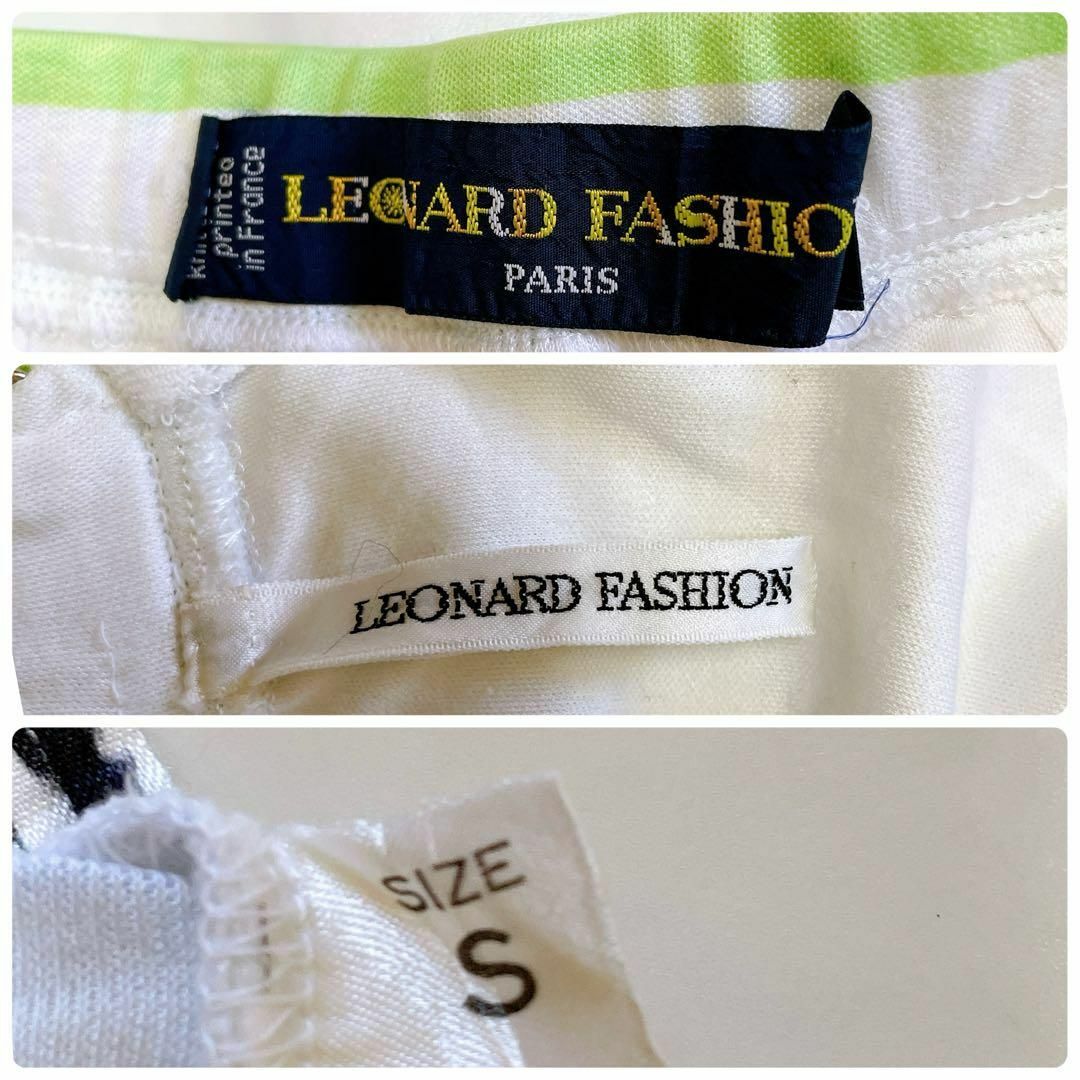 printed
in France
LEONARD FASHIO
PARIS
LEONARD FASHION
SIZE
S